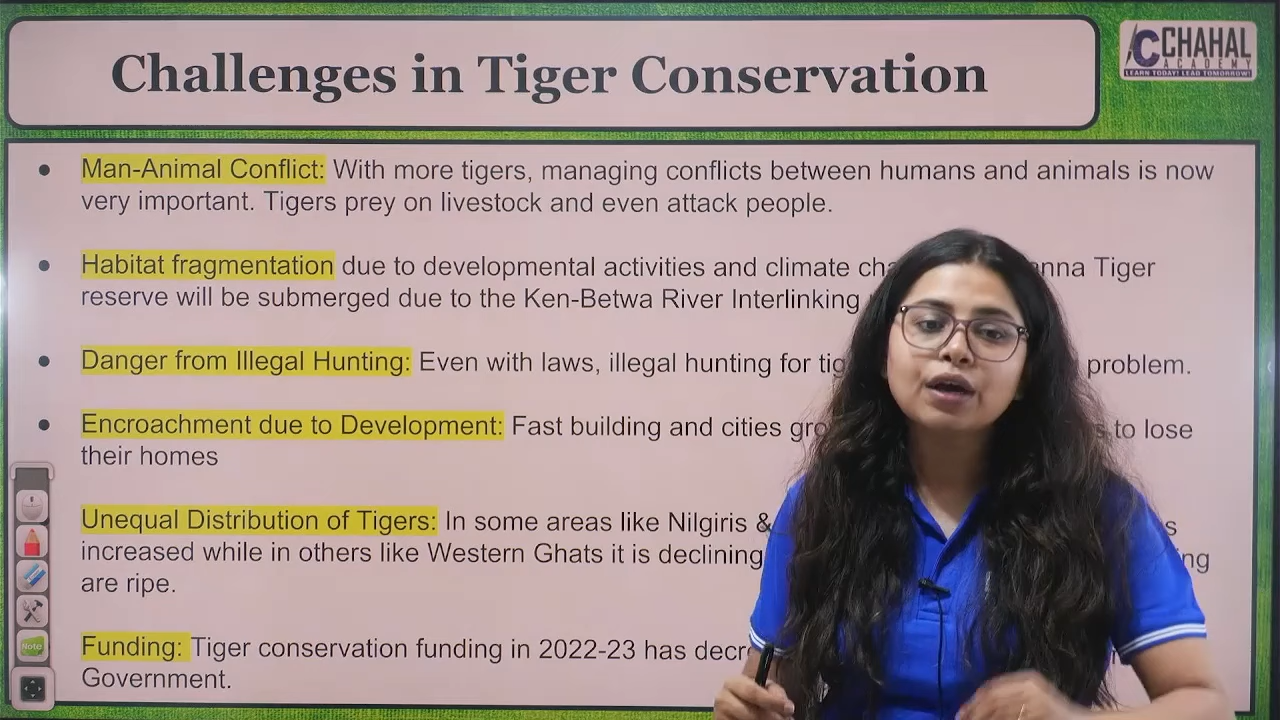 Challenges in Tiger Conservation
CHAHAL
ACADEMY
LEARN TODAY! LEAD TOMORROW!
Man-Animal Conflict: With more tigers, managing conflicts between humans and animals is now
very important. Tigers prey on livestock and even attack people.
Habitat fragmentation due to developmental activities and climate Tiger
reserve will be submerged due to the Ken-Betwa River Interlinking
Danger from Illegal Hunting: Even with laws, illegal hunting for problem.
Encroachment due to Development: Fast building and cities to lose
their homes
Unequal Distribution of Tigers: In some areas like Nilgiris &
increased while in others like Western Ghats it is declining
are ripe.
Funding: Tiger conservation funding in 2022-23 has
Government.
Note